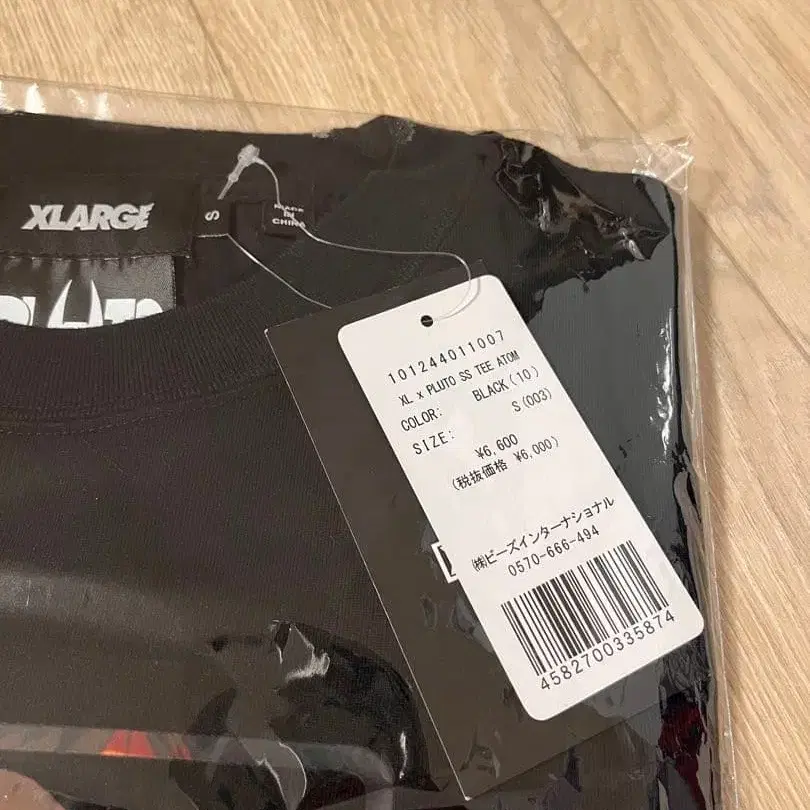 XLARGE
S
MADE
IN
CHINA
PLUTO
101244011007
XL x PLUTO SS TEE ATOM
COLOR: BLACK(10)
SIZE: S(003)
¥6,600
(税抜価格 ¥6,000)
㈱ビーズインターナショナル
0570-666-494
4582700335874